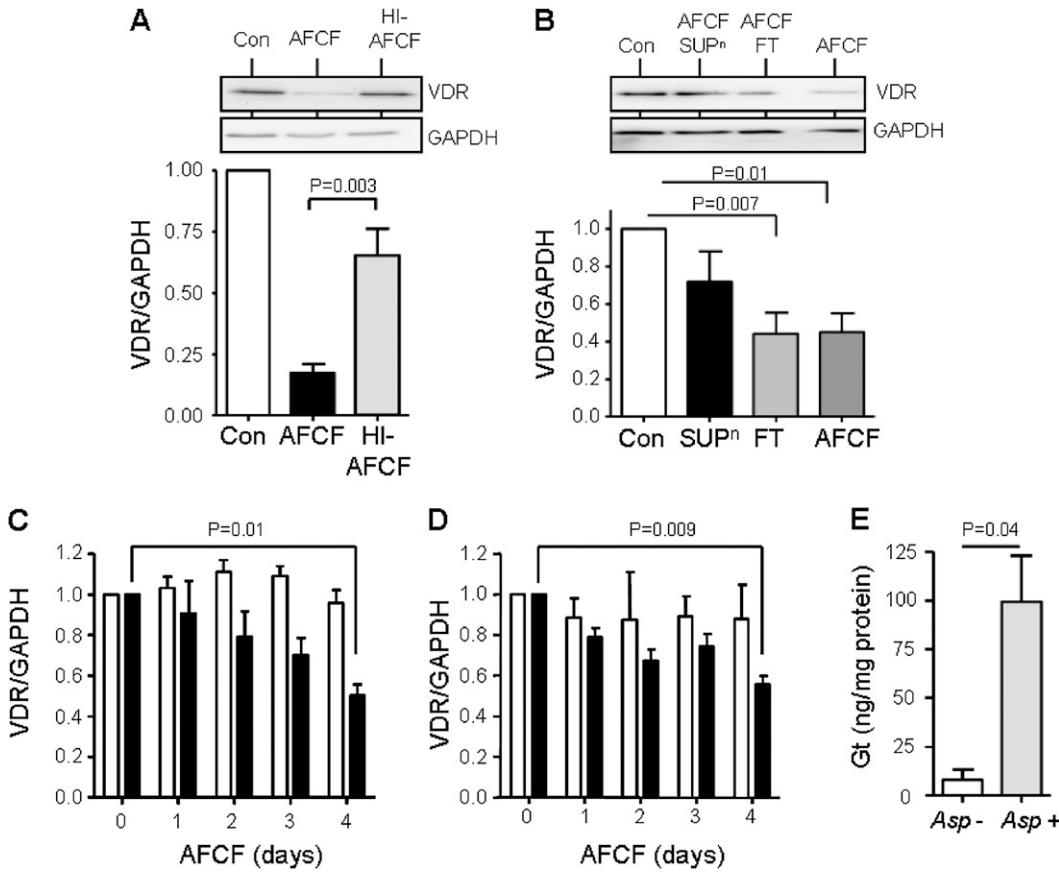 A
Con AFCF HI-
AFCF
VDR
GAPDH
1.00
0.75
0.50
0.25
0.00
VDR/GAPDH
P=0.003
Con AFCF HI-
AFCF
B
Con AFCF SUPⁿ AFCF FT AFCF
VDR
GAPDH
P=0.01
P=0.007
1.0
0.8
0.6
0.4
0.2
0.0
VDR/GAPDH
Con SUPⁿ FT AFCF
C
P=0.01
1.2
1.0
0.8
0.6
0.4
0.2
0.0
VDR/GAPDH
0 1 2 3 4
AFCF (days)
D
P=0.009
1.2
1.0
0.8
0.6
0.4
0.2
0.0
VDR/GAPDH
0 1 2 3 4
AFCF (days)
E
P=0.04
125
100
75
50
25
0
Gt (ng/mg protein)
Asp - Asp +